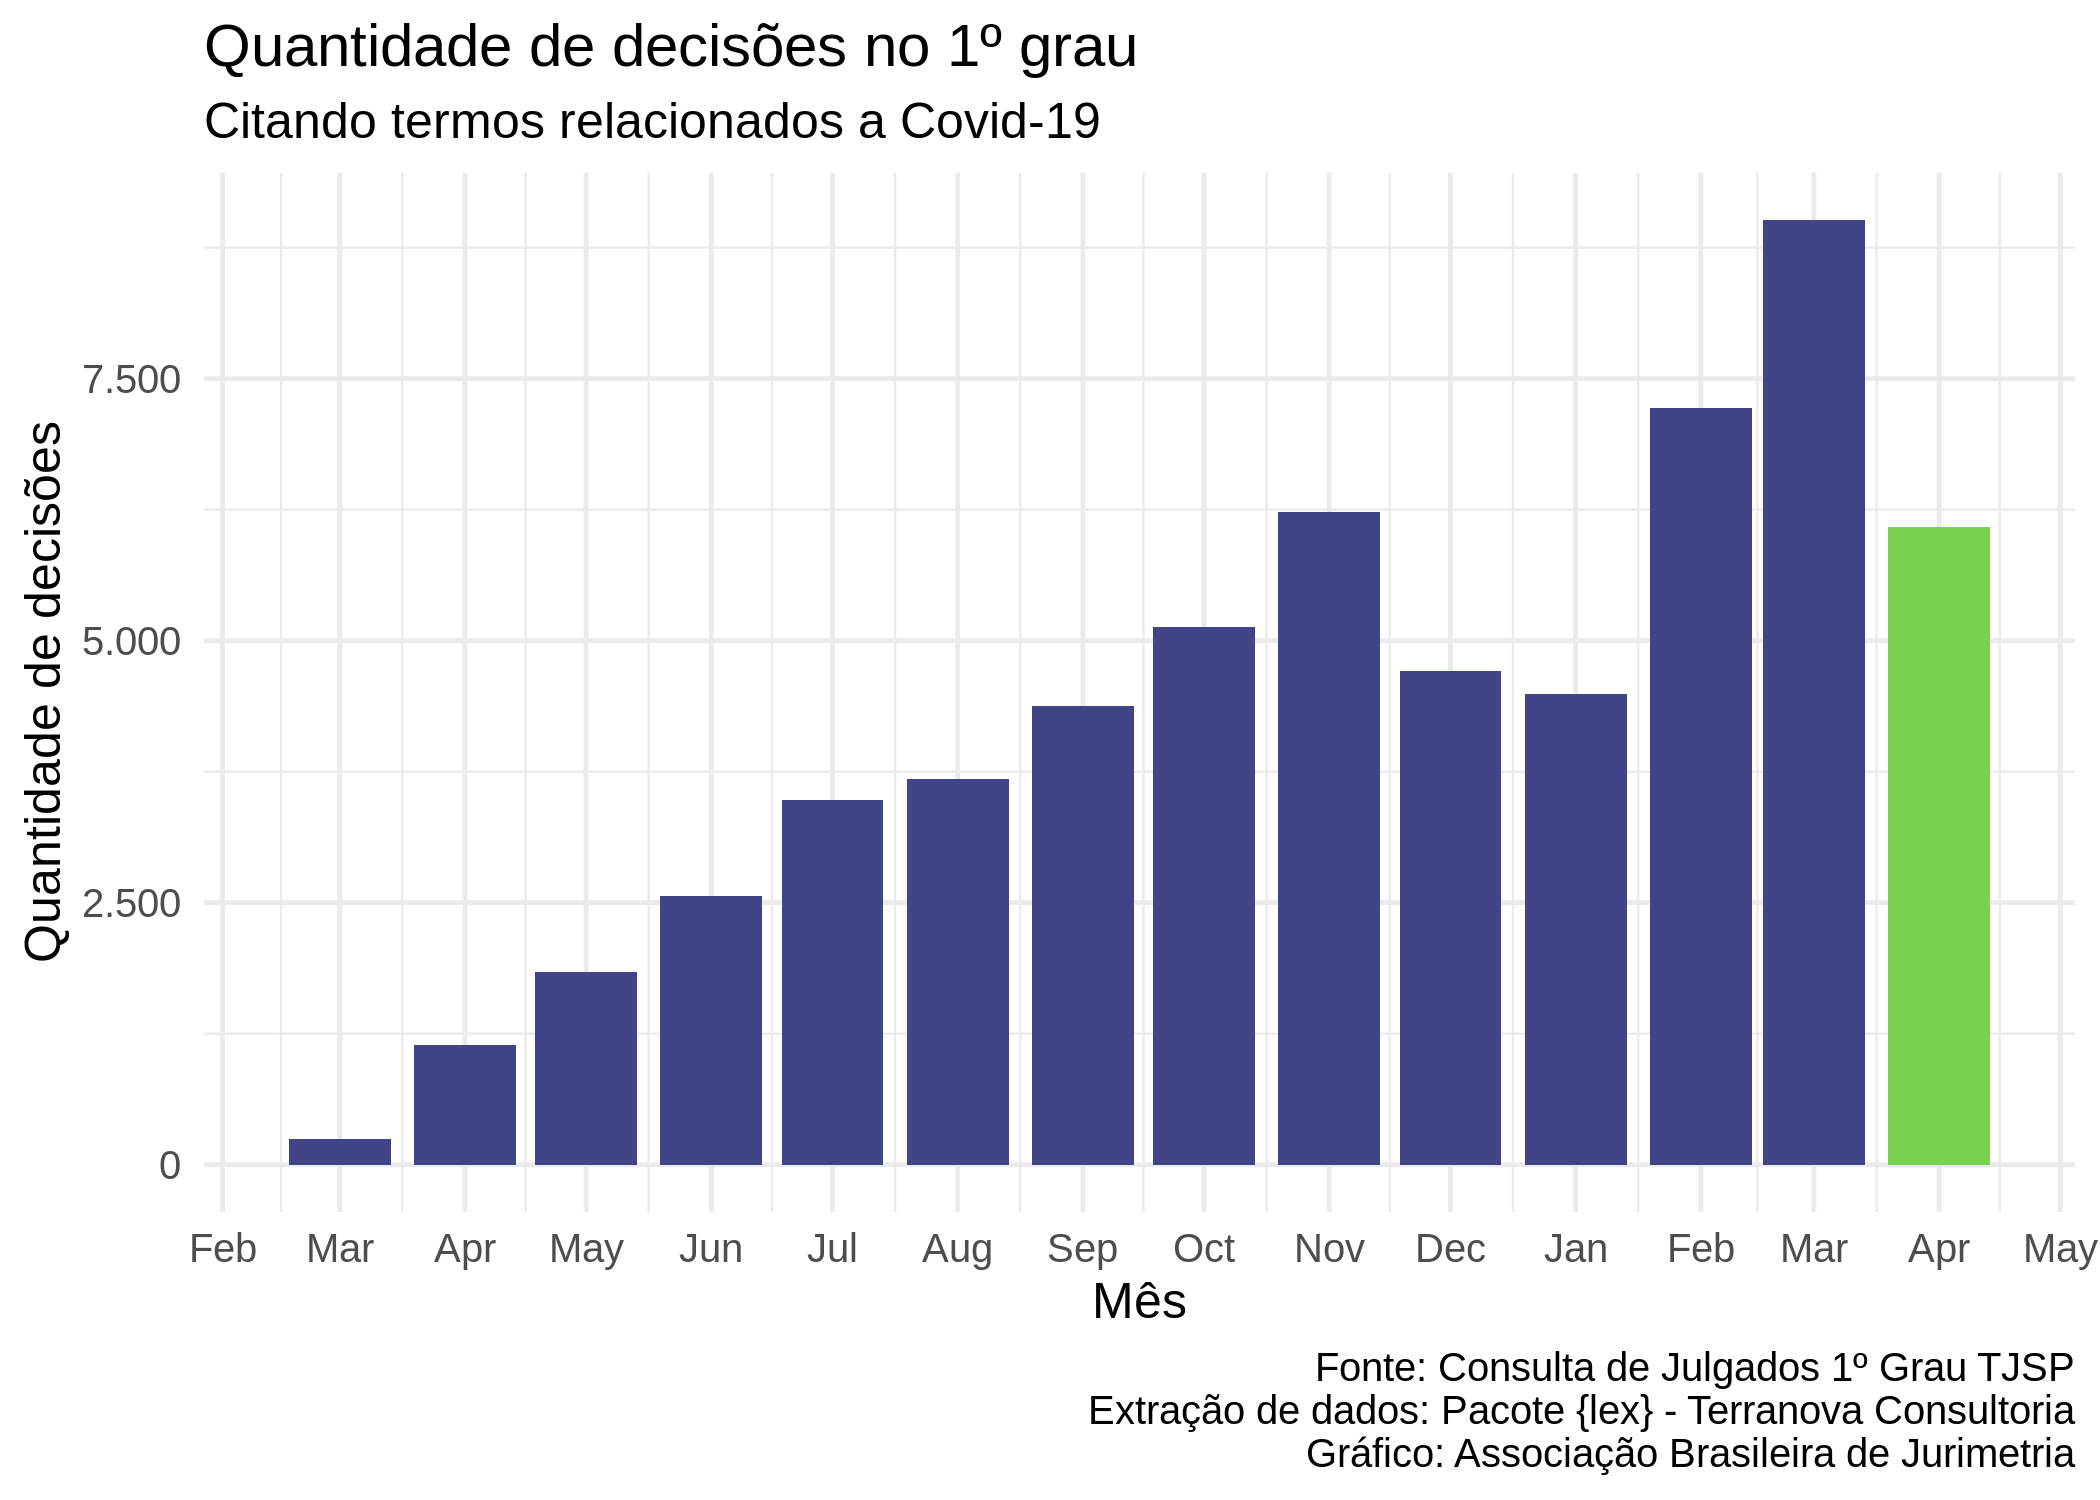 Quantidade de decisões no 1º grau
Citando termos relacionados a Covid-19
Quantidade de decisões
7.500
5.000
2.500
0
Feb Mar Apr May Jun Jul Aug Sep Oct Nov Dec Jan Feb Mar Apr May
Mês
Fonte: Consulta de Julgados 1º Grau TJSP
Extração de dados: Pacote {lex} - Terranova Consultoria
Gráfico: Associação Brasileira de Jurimetria